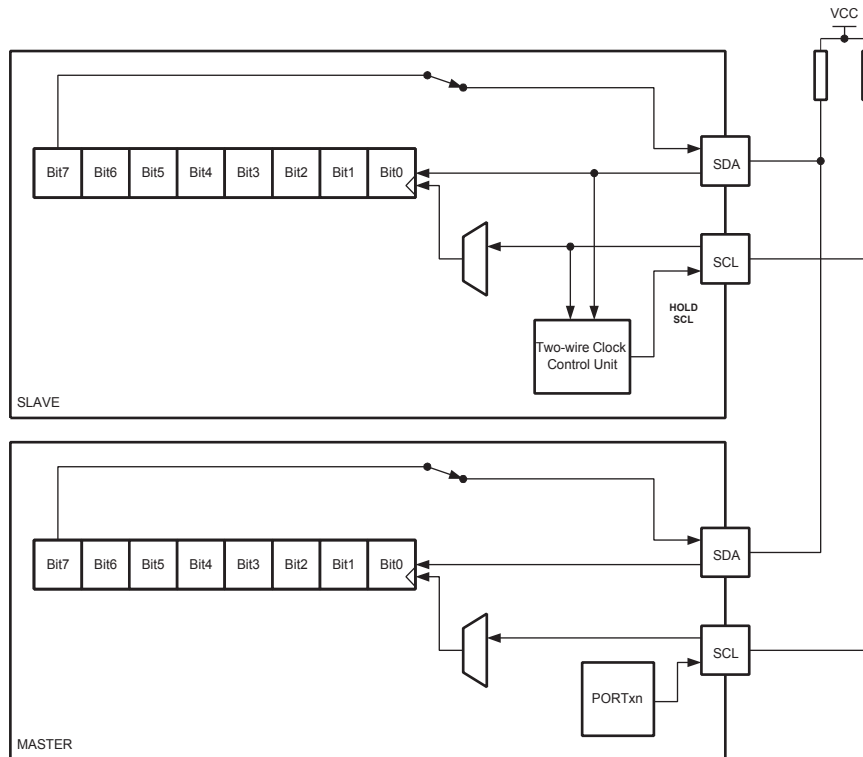 VCC
Bit7 Bit6 Bit5 Bit4 Bit3 Bit2 Bit1 Bit0
SDA
SCL
HOLD
SCL
Two-wire Clock
Control Unit
SLAVE
Bit7 Bit6 Bit5 Bit4 Bit3 Bit2 Bit1 Bit0
SDA
SCL
PORTxn
MASTER